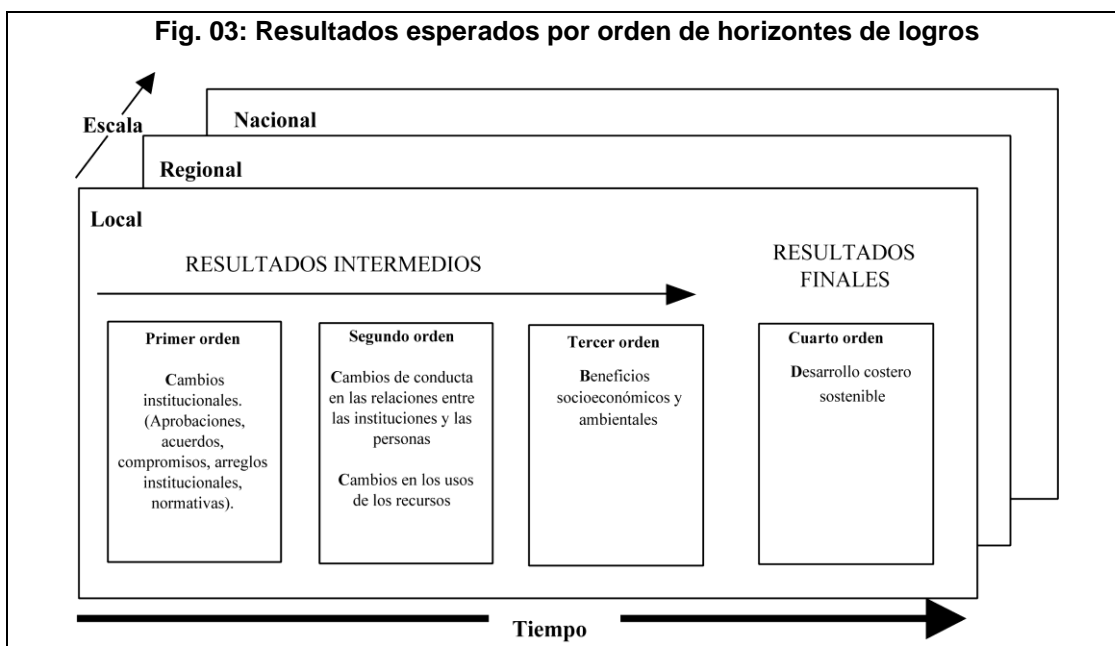 Fig. 03: Resultados esperados por orden de horizontes de logros
Escala
Nacional
Regional
Local
RESULTADOS INTERMEDIOS
RESULTADOS
FINALES
Primer orden
Cambios
institucionales.
(Aprobaciones,
acuerdos,
compromisos, arreglos
institucionales,
normativas).
Segundo orden
Cambios de conducta
en las relaciones entre
las instituciones y las
personas
Cambios en los usos
de los recursos
Tercer orden
Beneficios
socioeconómicos y
ambientales
Cuarto orden
Desarrollo costero
sostenible
Tiempo